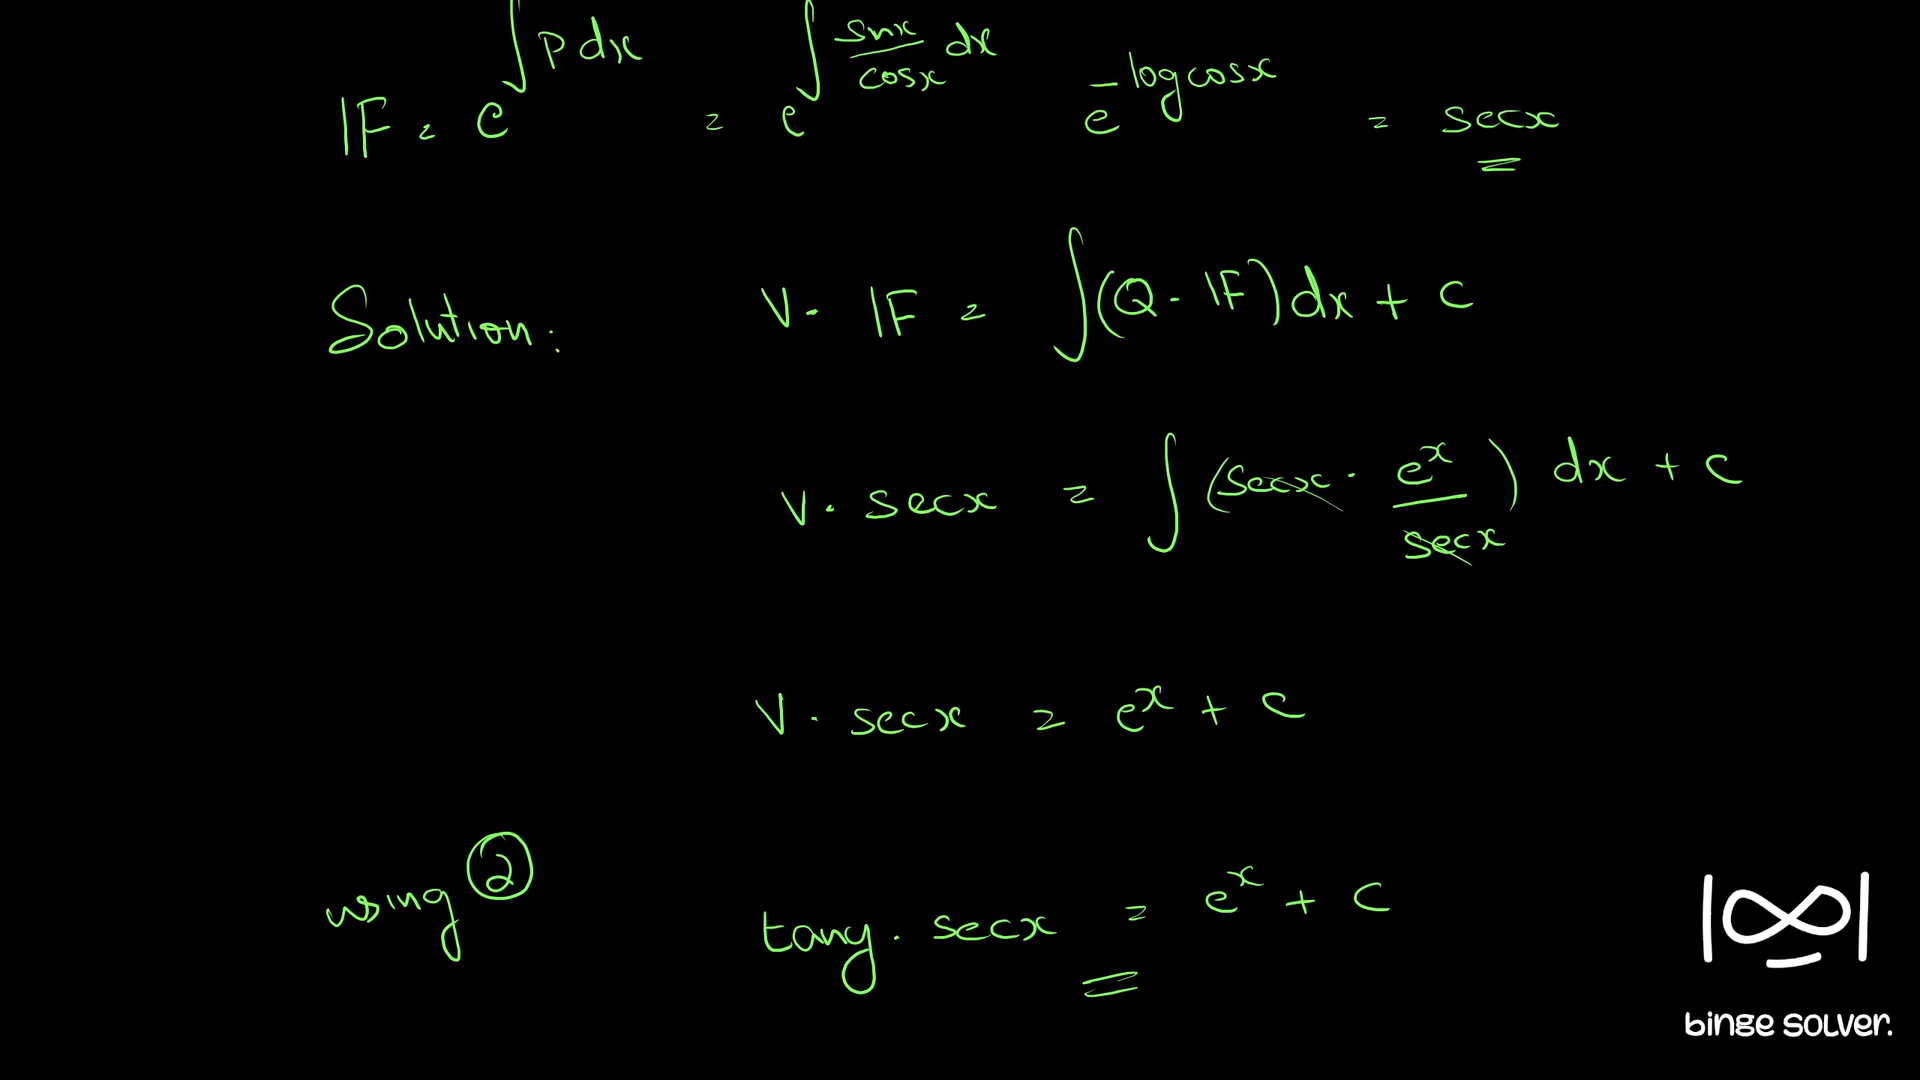 IF = e^∫P dx = e^∫ sinx/cosx dx e^-log cosx = secx
Solution: V · IF = ∫(Q · IF) dx + C
V · secx = ∫(secx · e^x/secx) dx + C
V · secx = e^x + C
using ② tany · secx = e^x + C
binge solver.